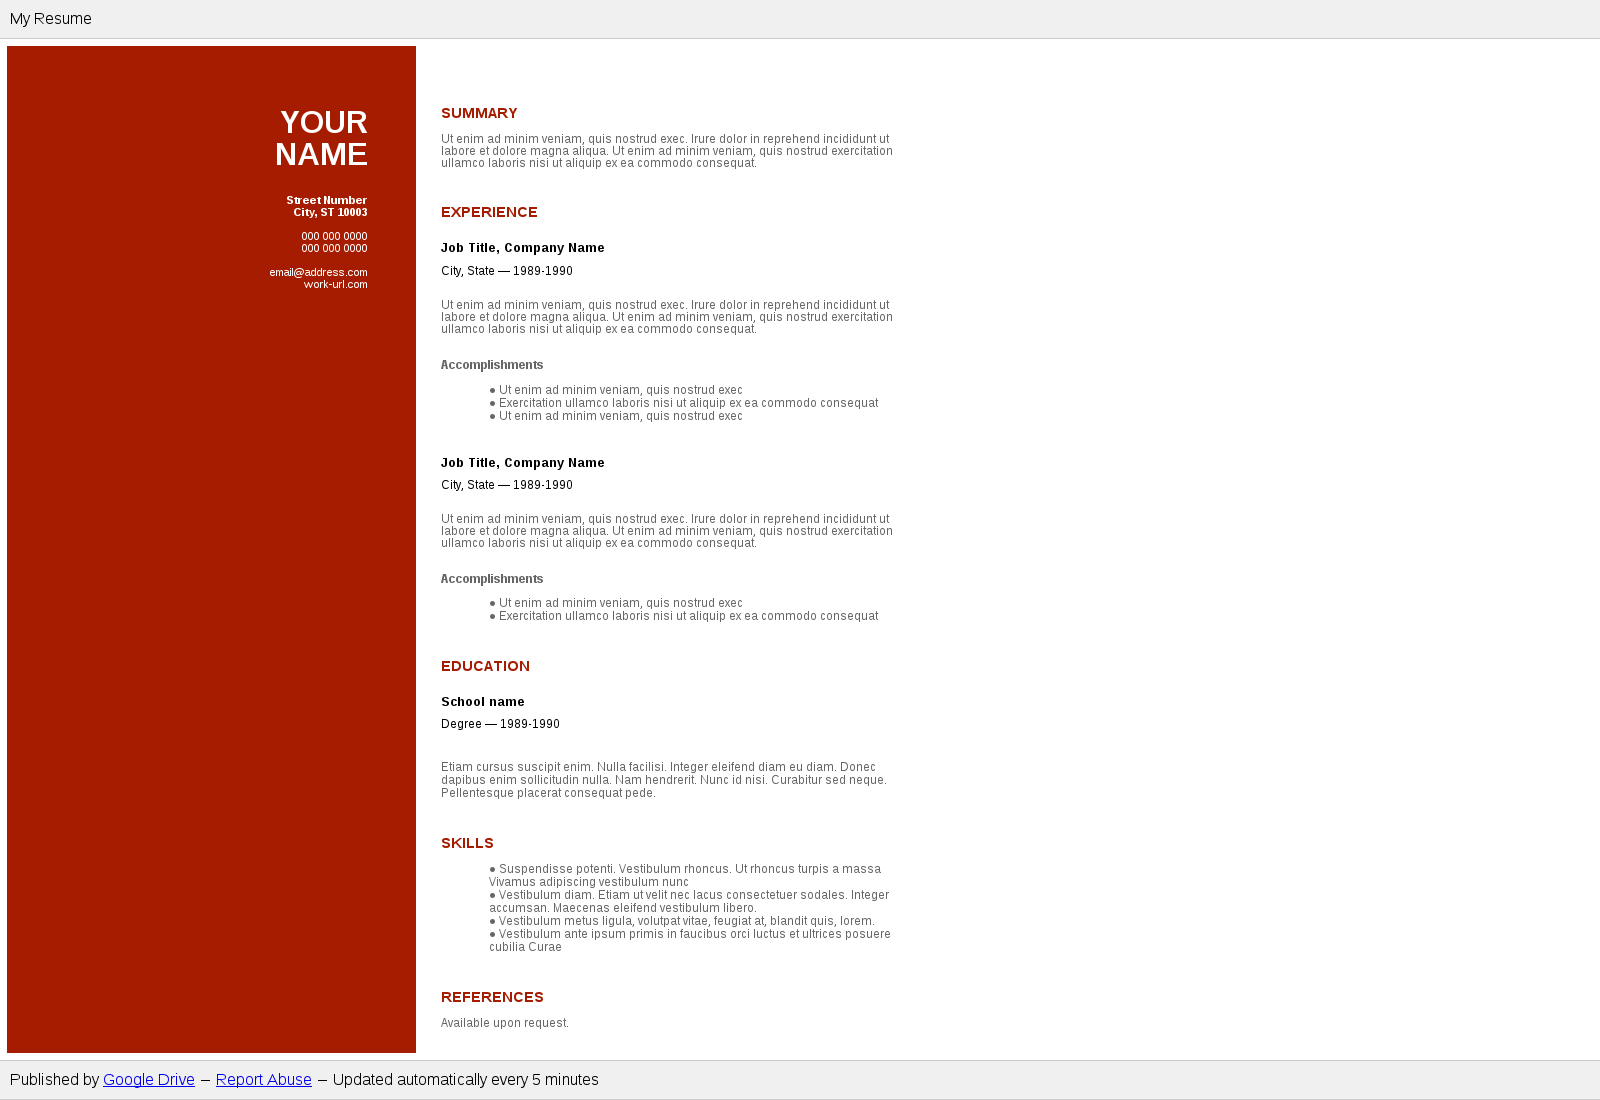 My Resume
YOUR
NAME
Street Number
City, ST 10003
000 000 0000
000 000 0000
email@address.com
work-url.com
SUMMARY
Ut enim ad minim veniam, quis nostrud exec. Irure dolor in reprehend incididunt ut
labore et dolore magna aliqua. Ut enim ad minim veniam, quis nostrud exercitation
ullamco laboris nisi ut aliquip ex ea commodo consequat.
EXPERIENCE
Job Title, Company Name
City, State — 1989-1990
Ut enim ad minim veniam, quis nostrud exec. Irure dolor in reprehend incididunt ut
labore et dolore magna aliqua. Ut enim ad minim veniam, quis nostrud exercitation
ullamco laboris nisi ut aliquip ex ea commodo consequat.
Accomplishments
● Ut enim ad minim veniam, quis nostrud exec
● Exercitation ullamco laboris nisi ut aliquip ex ea commodo consequat
● Ut enim ad minim veniam, quis nostrud exec
Job Title, Company Name
City, State — 1989-1990
Ut enim ad minim veniam, quis nostrud exec. Irure dolor in reprehend incididunt ut
labore et dolore magna aliqua. Ut enim ad minim veniam, quis nostrud exercitation
ullamco laboris nisi ut aliquip ex ea commodo consequat.
Accomplishments
● Ut enim ad minim veniam, quis nostrud exec
● Exercitation ullamco laboris nisi ut aliquip ex ea commodo consequat
EDUCATION
School name
Degree — 1989-1990
Etiam cursus suscipit enim. Nulla facilisi. Integer eleifend diam eu diam. Donec
dapibus enim sollicitudin nulla. Nam hendrerit. Nunc id nisi. Curabitur sed neque.
Pellentesque placerat consequat pede.
SKILLS
● Suspendisse potenti. Vestibulum rhoncus. Ut rhoncus turpis a massa
Vivamus adipiscing vestibulum nunc
● Vestibulum diam. Etiam ut velit nec lacus consectetuer sodales. Integer
accumsan. Maecenas eleifend vestibulum libero.
● Vestibulum metus ligula, volutpat vitae, feugiat at, blandit quis, lorem.
● Vestibulum ante ipsum primis in faucibus orci luctus et ultrices posuere
cubilia Curae
REFERENCES
Available upon request.
Published by Google Drive – Report Abuse – Updated automatically every 5 minutes